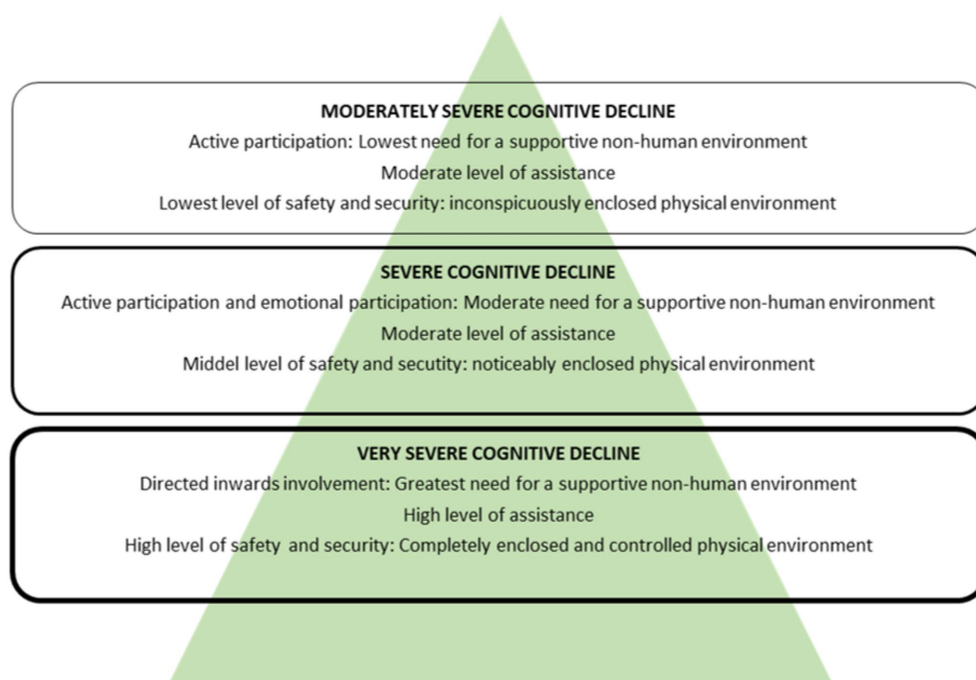 MODERATELY SEVERE COGNITIVE DECLINE
Active participation: Lowest need for a supportive non-human environment
Moderate level of assistance
Lowest level of safety and security: inconspicuously enclosed physical environment
SEVERE COGNITIVE DECLINE
Active participation and emotional participation: Moderate need for a supportive non-human environment
Moderate level of assistance
Middel level of safety and secutity: noticeably enclosed physical environment
VERY SEVERE COGNITIVE DECLINE
Directed inwards involvement: Greatest need for a supportive non-human environment
High level of assistance
High level of safety and security: Completely enclosed and controlled physical environment